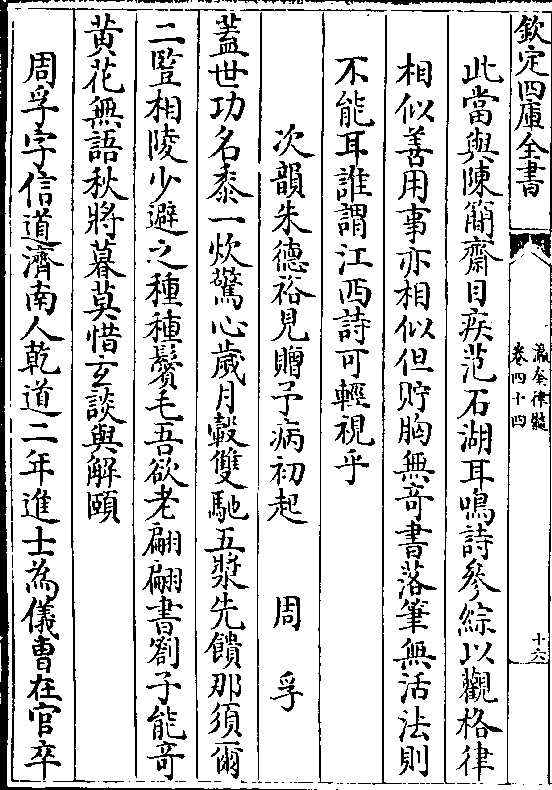 欽定四庫全書
瀛奎律髓
卷四十四
十六
此當與陳簡齋目疾范石湖耳鳴詩參綜以觀格律
相似善用事亦相似但貯胸無竒書落筆無活法則
不能耳誰謂江西詩可輕視乎
次韻朱德裕見贈予病初起 周孚
蓋世功名黍一炊驚心歲月轂雙馳五漿先饋那須爾
二豎相陵少避之種種鬢毛吾欲老翩翩書劄子能竒
黄花無語秋將暮莫惜玄談與解頤
周孚字信道濟南人乾道二年進士為儀曹在官卒